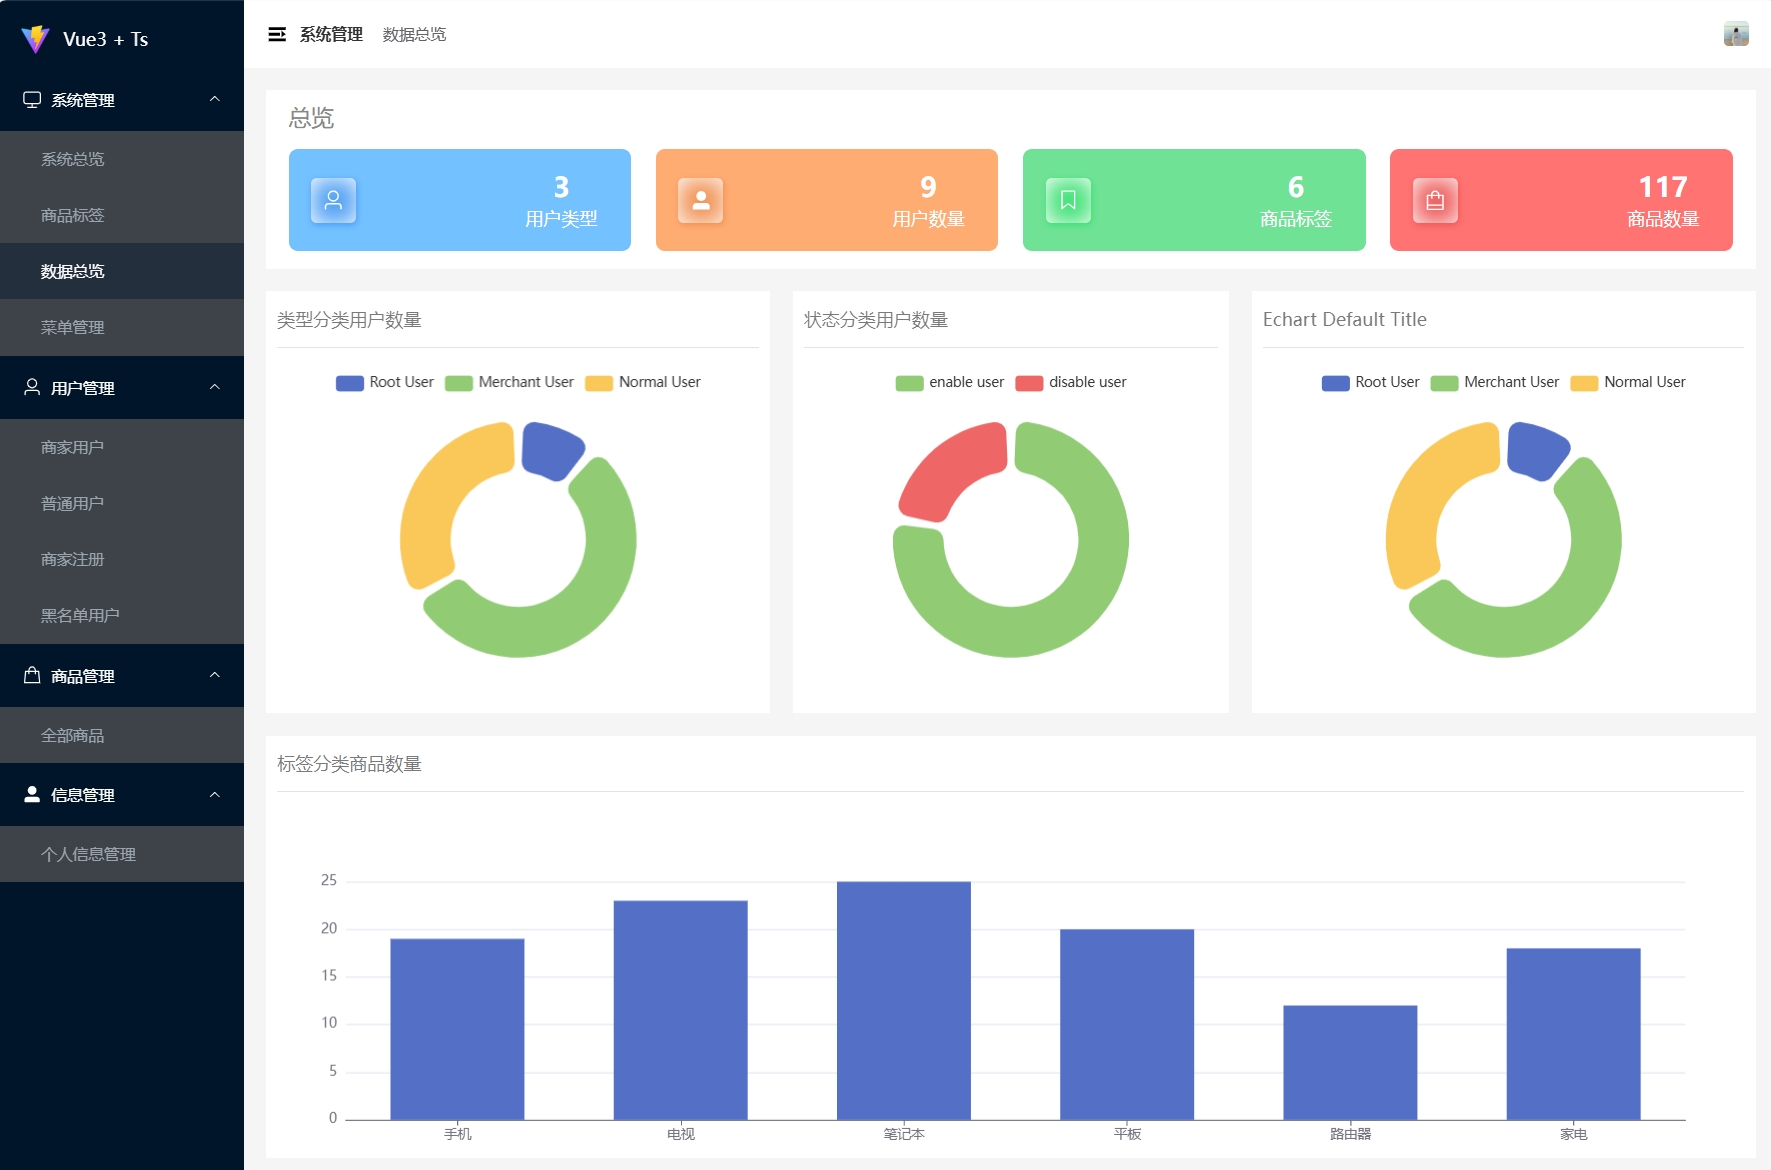 Vue3 + Ts
系统管理
系统总览
商品标签
数据总览
菜单管理
用户管理
商家用户
普通用户
商家注册
黑名单用户
商品管理
全部商品
信息管理
个人信息管理
系统管理 数据总览
总览
3
用户类型
9
用户数量
6
商品标签
117
商品数量
类型分类用户数量
Root User Merchant User Normal User
状态分类用户数量
enable user disable user
Echart Default Title
Root User Merchant User Normal User
标签分类商品数量
25
20
15
10
5
0
手机 电视 笔记本 平板 路由器 家电